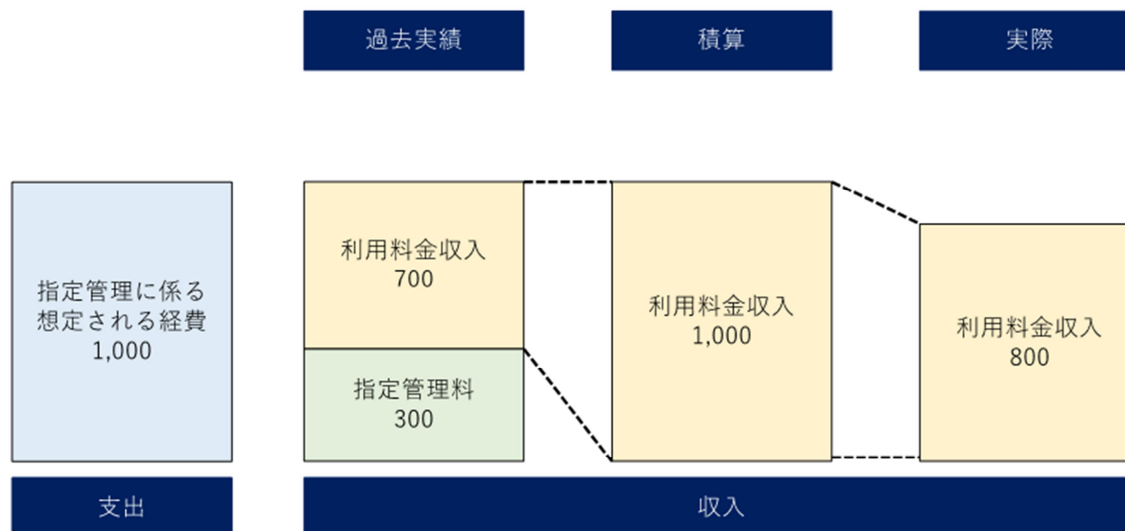 過去実績
積算
実際
指定管理に係る
想定される経費
1,000
利用料金収入
700
指定管理料
300
利用料金収入
1,000
利用料金収入
800
支出
収入